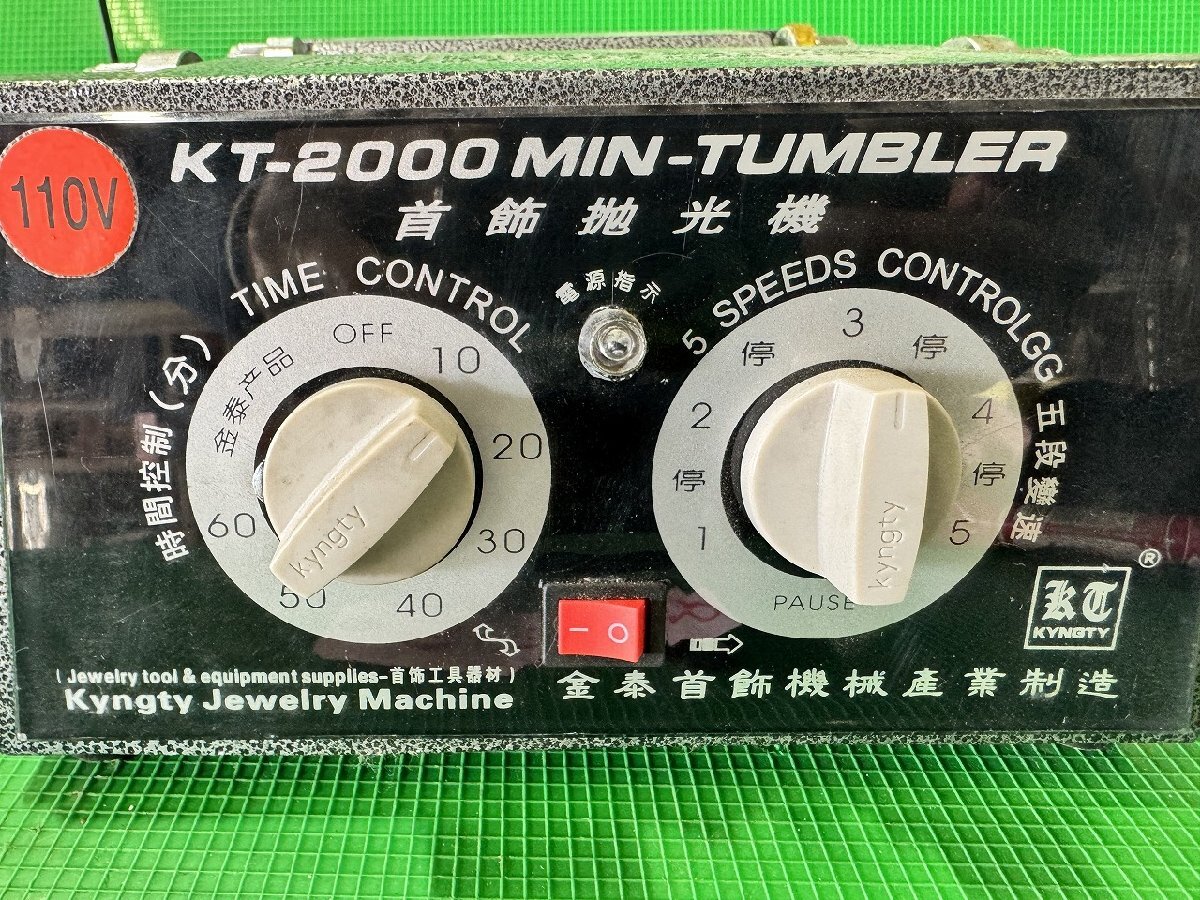 KT-2000 MIN-TUMBLER
110V
首飾拋光機
TIME CONTROL
電源指示
5 SPEEDS CONTROLGG
時間控制(分)
五段變速
OFF
10
20
30
40
50
60
金泰产品
kyngty
1
停
2
停
3
停
4
停
5
PAUSE
kyngty
KT
KYNGTY
®
(Jewelry tool & equipment supplies-首饰工具器材)
Kyngty Jewelry Machine
金泰首飾機械產業制造